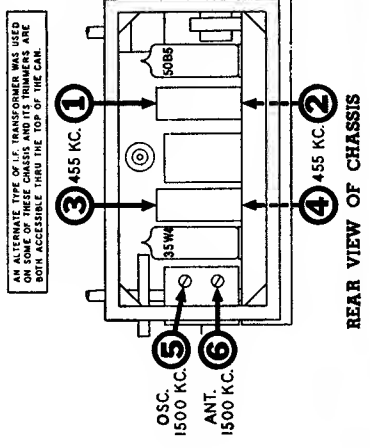 AN ALTERNATE TYPE OF I.F. TRANSFORMER WAS USED
ON SOME OF THESE CHASSIS AND ITS TRIMMERS ARE
BOTH ACCESSIBLE THRU THE TOP OF THE CAN.
3 455 KC. 1
35W4
50B5
OSC.
1500 KC.
5
ANT.
1500 KC.
6
4 455 KC. 2
REAR VIEW OF CHASSIS